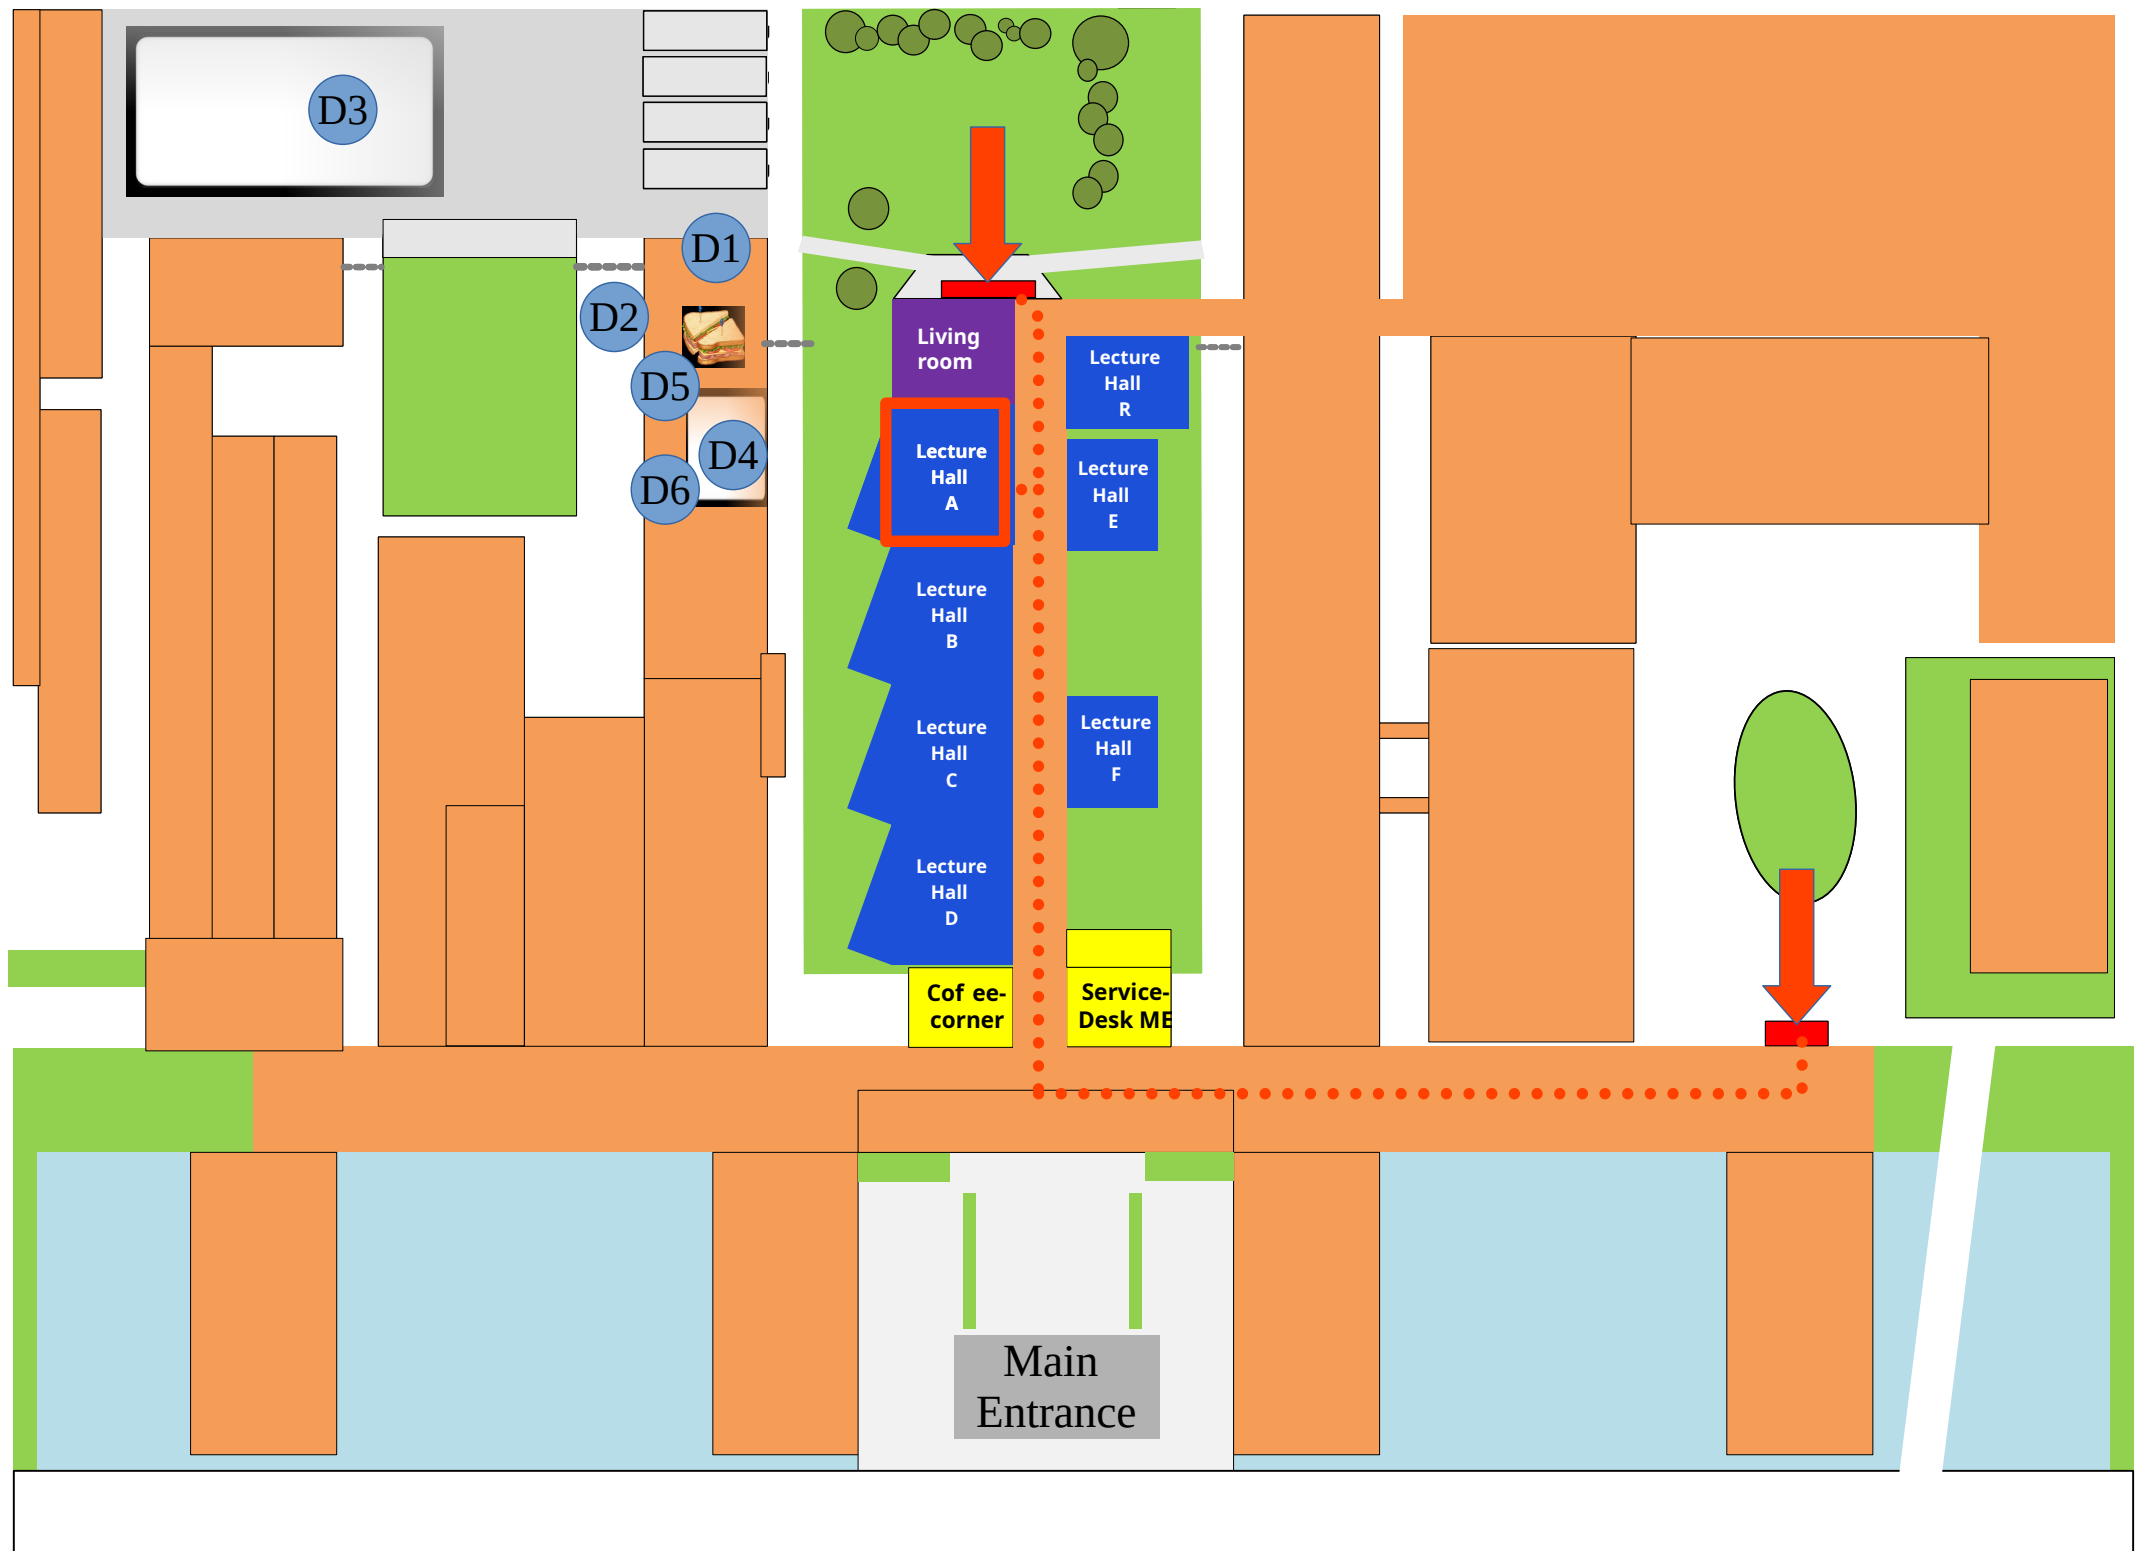 D3
D1
D2
D5
D4
D6
Living
room
Lecture
Hall
R
Lecture
Hall
A
Lecture
Hall
E
Lecture
Hall
B
Lecture
Hall
C
Lecture
Hall
F
Lecture
Hall
D
Cof ee-
corner
Service-
Desk ME
Main
Entrance